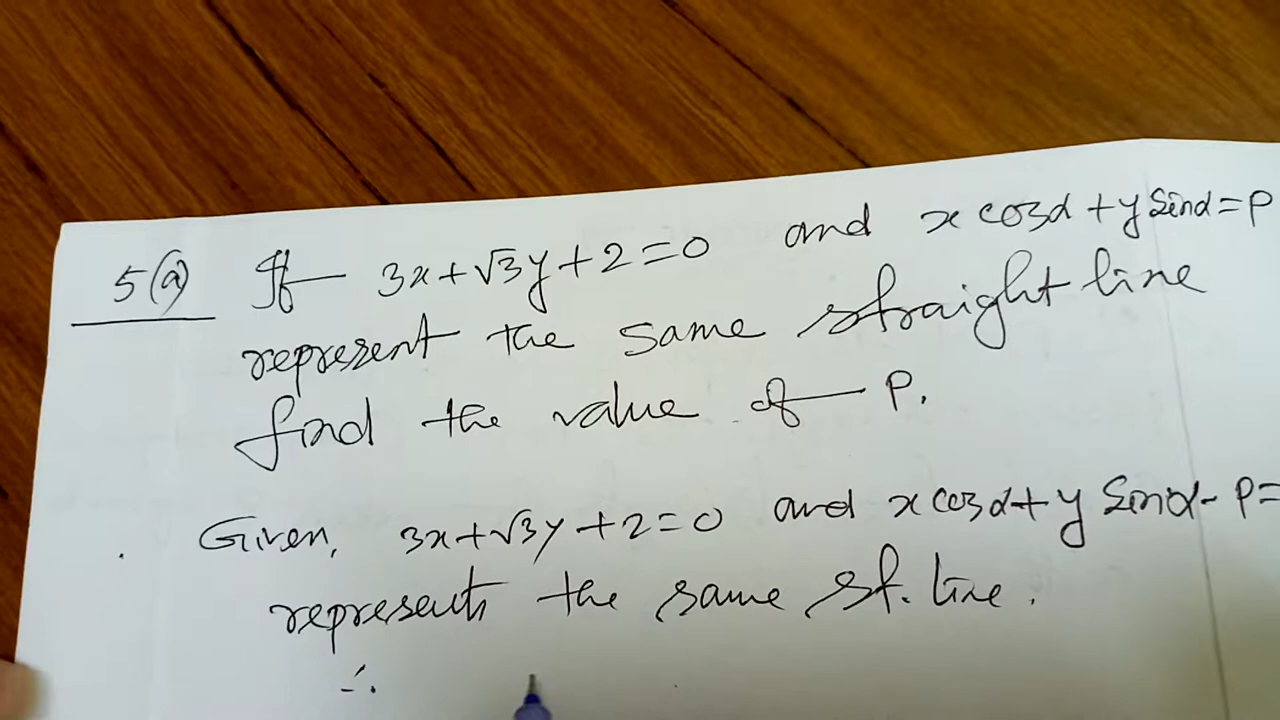 5(a) If 3x+√3y+2=0 and x cosα+y Sinα=P
represent the same straight line
find the value of P.
Given, 3x+√3y+2=0 and x cosα+y Sinα-P=
represents the same st. line.
∴